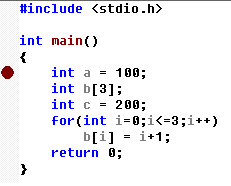 #include <stdio.h>
int main()
{
int a = 100;
int b[3];
int c = 200;
for(int i=0;i<=3;i++)
b[i] = i+1;
return 0;
}